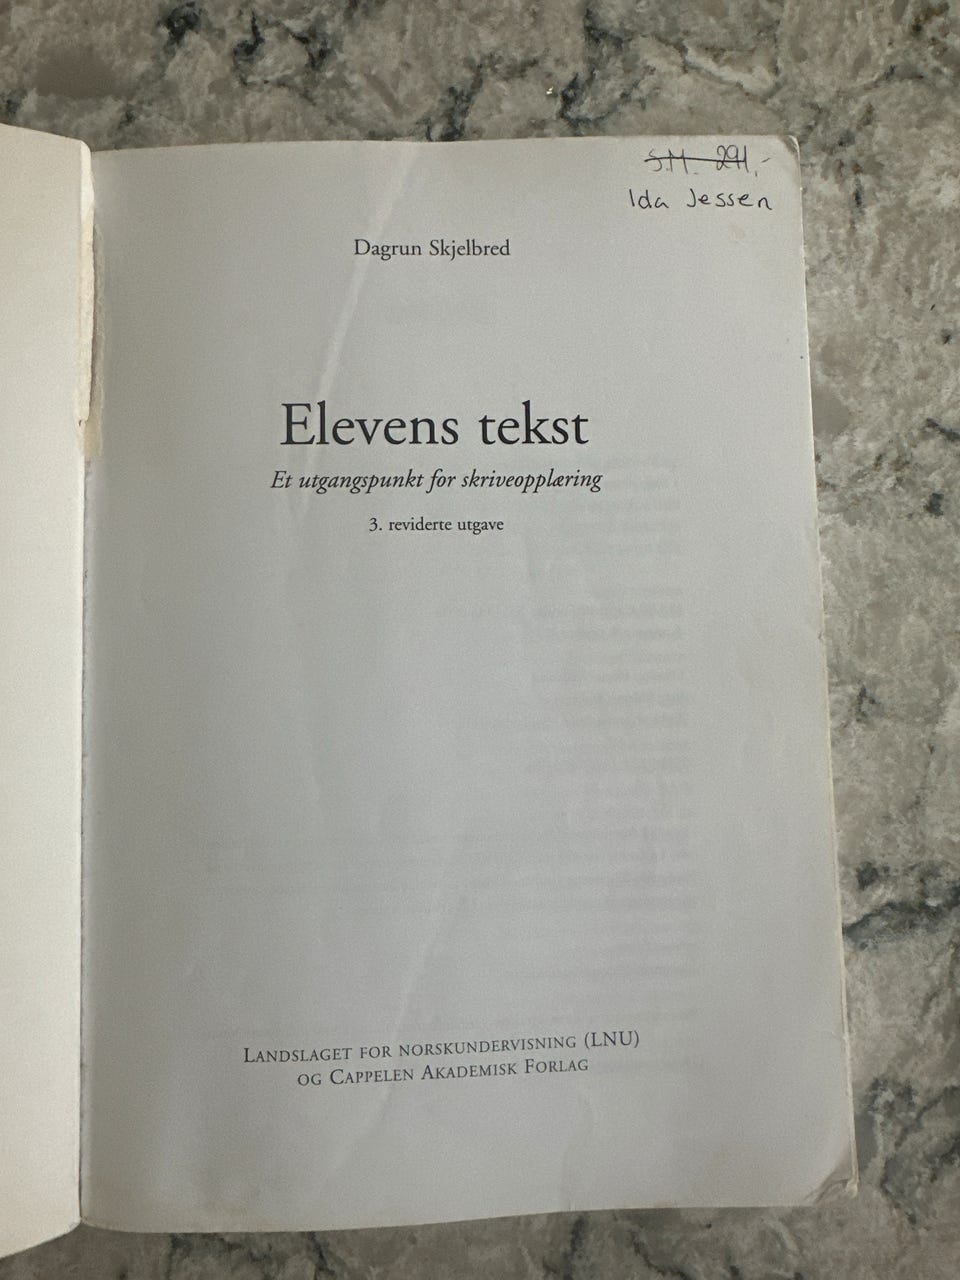 S.M. 291,-
Ida Jessen
Dagrun Skjelbred
Elevens tekst
Et utgangspunkt for skriveopplæring
3. reviderte utgave
LANDSLAGET FOR NORSKUNDERVISNING (LNU)
OG CAPPELEN AKADEMISK FORLAG